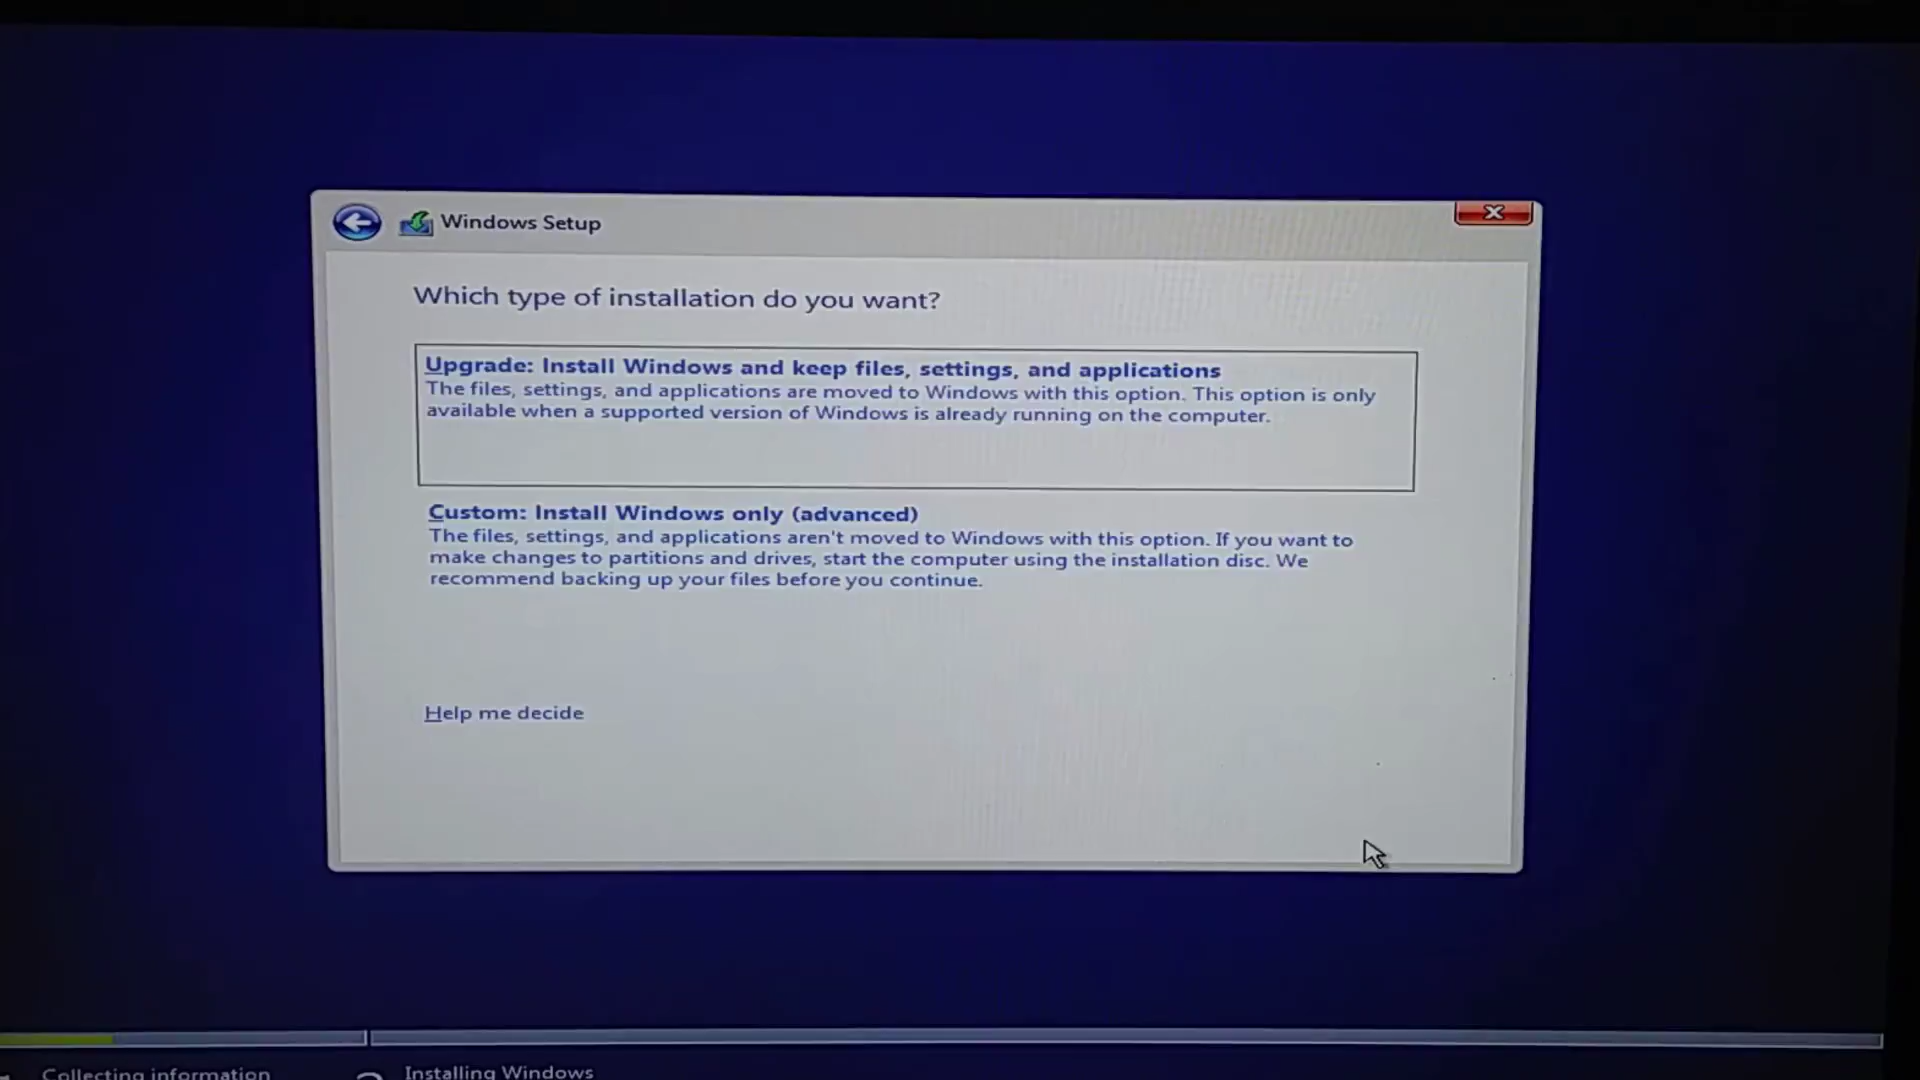 Windows Setup
Which type of installation do you want?
Upgrade: Install Windows and keep files, settings, and applications
The files, settings, and applications are moved to Windows with this option. This option is only
available when a supported version of Windows is already running on the computer.
Custom: Install Windows only (advanced)
The files, settings, and applications aren't moved to Windows with this option. If you want to
make changes to partitions and drives, start the computer using the installation disc. We
recommend backing up your files before you continue.
Help me decide
Collecting information
Installing Windows